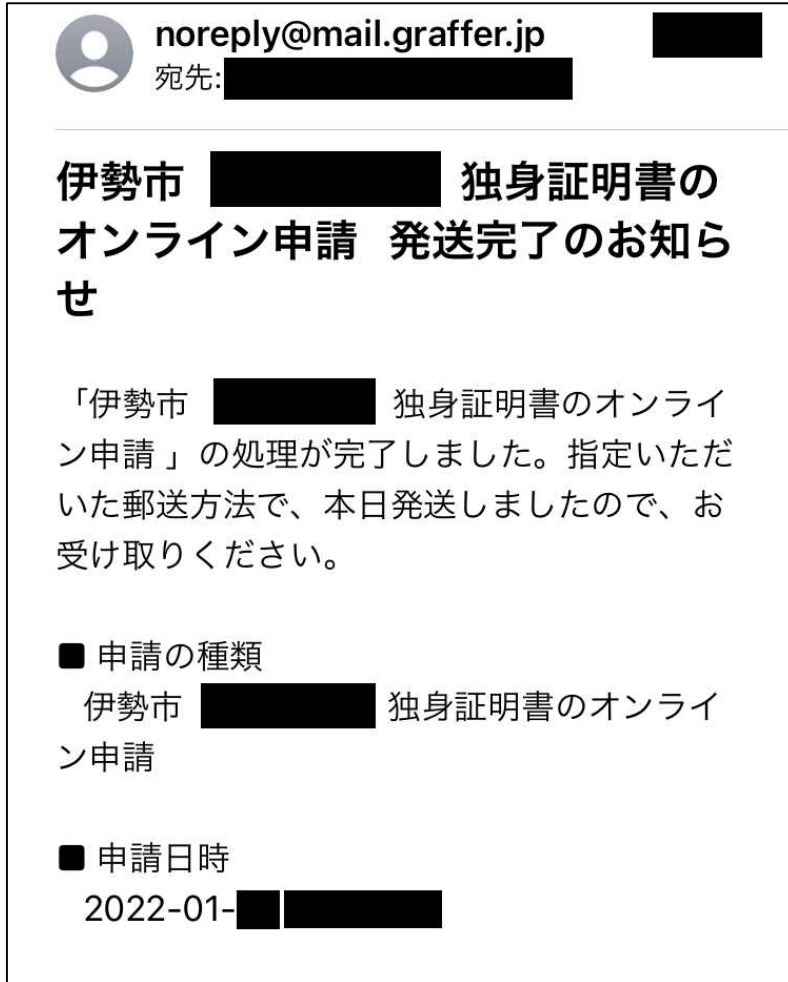 noreply@mail.graffer.jp
宛先:
伊勢市 独身証明書の
オンライン申請 発送完了のお知ら
せ
「伊勢市 独身証明書のオンライ
ン申請 」の処理が完了しました。指定いただ
いた郵送方法で、本日発送しましたので、お
受け取りください。
■ 申請の種類
伊勢市 独身証明書のオンライ
ン申請
■ 申請日時
2022-01-